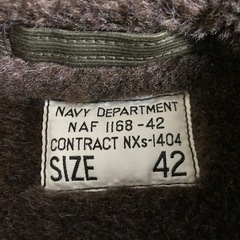 NAVY DEPARTMENT
NAF 1168-42
CONTRACT NXs-1404
SIZE 42